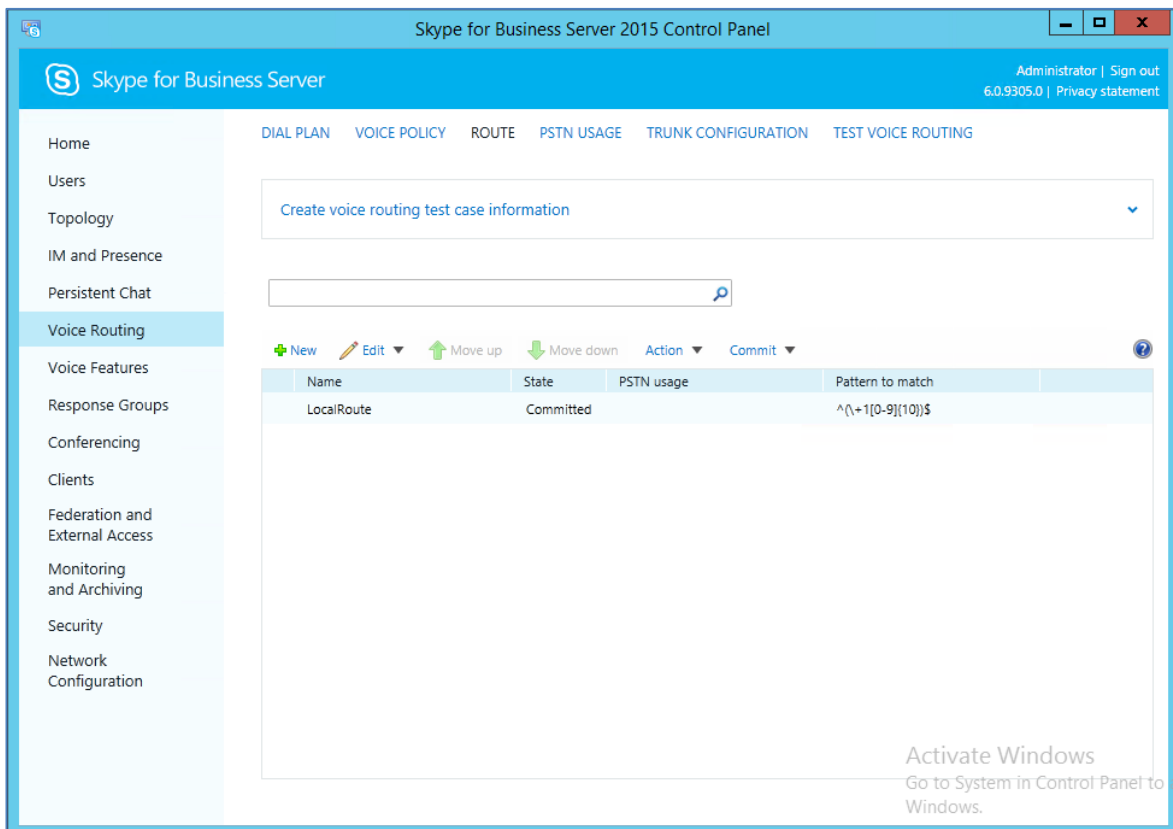 Skype for Business Server 2015 Control Panel
Skype for Business Server
Administrator | Sign out
6.0.9305.0 | Privacy statement
Home
Users
Topology
IM and Presence
Persistent Chat
Voice Routing
Voice Features
Response Groups
Conferencing
Clients
Federation and
External Access
Monitoring
and Archiving
Security
Network
Configuration
DIAL PLAN VOICE POLICY ROUTE PSTN USAGE TRUNK CONFIGURATION TEST VOICE ROUTING
Create voice routing test case information
New Edit Move up Move down Action Commit
Name State PSTN usage Pattern to match
LocalRoute Committed ^(\+1[0-9]{10})$
Activate Windows
Go to System in Control Panel to
Windows.